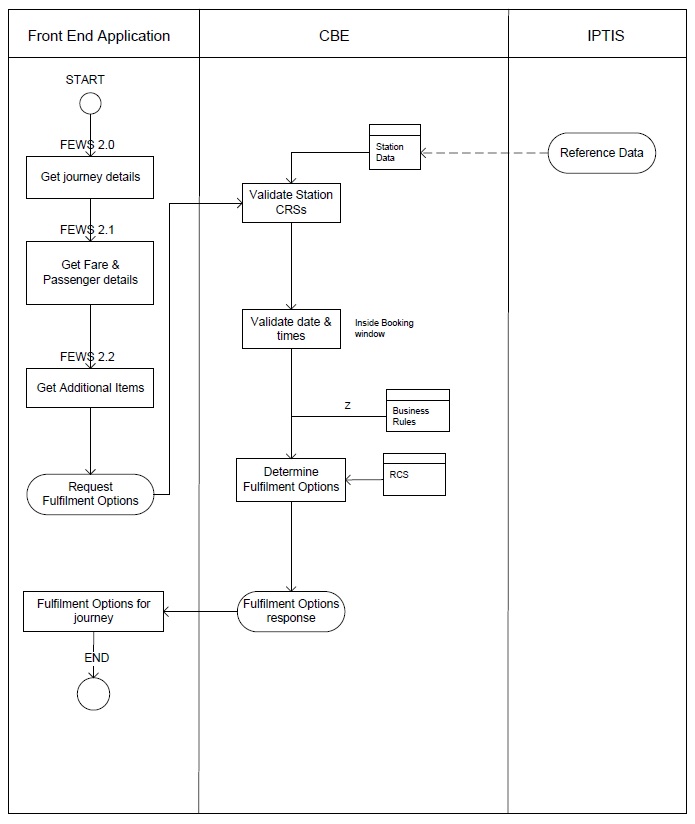 Front End Application
CBE
IPTIS
START
FEWS 2.0
Get journey details
FEWS 2.1
Get Fare &
Passenger details
FEWS 2.2
Get Additional Items
Request
Fulfilment Options
Station
Data
Reference Data
Validate Station
CRSs
Validate date &
times
Inside Booking
window
Z
Business
Rules
Determine
Fulfilment Options
RCS
Fulfilment Options
response
Fulfilment Options for
journey
END